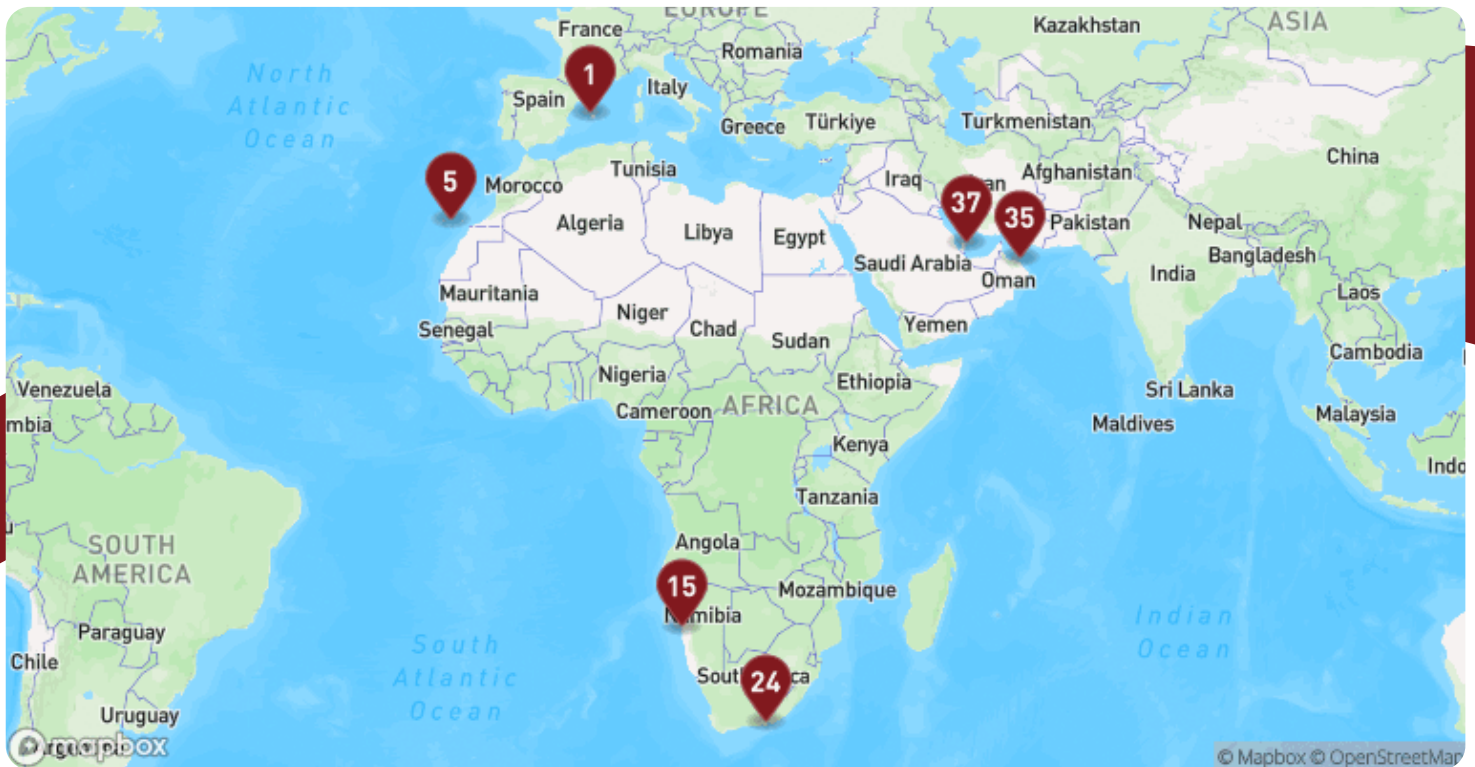 EUROPE
ASIA
France
Kazakhstan
Romania
North
Atlantic
Ocean
1
Italy
Spain
Greece
Türkiye
Turkmenistan
China
5
Morocco
Tunisia
Iraq
Afghanistan
37
35
Algeria
Libya
Egypt
Pakistan
Nepal
Bangladesh
Saudi Arabia
Oman
India
Mauritania
Laos
Niger
Chad
Senegal
Sudan
Yemen
Cambodia
Nigeria
Ethiopia
Venezuela
Sri Lanka
Cameroon
AFRICA
Maldives
Malaysia
mbia
Kenya
Indo
Tanzania
SOUTH
AMERICA
Angola
15
Mozambique
Namibia
Indian
Ocean
Paraguay
South
Atlantic
Ocean
Chile
24
Uruguay
mapbox
© Mapbox © OpenStreetMap